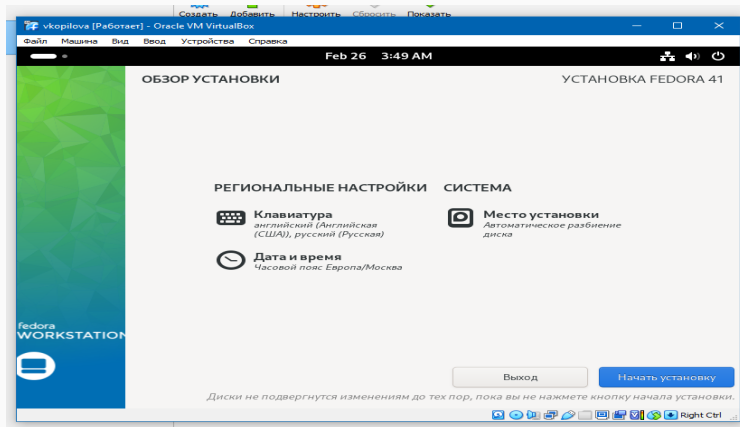 Создать Добавить Настроить Сбросить Показать
vkopilova [Работает] - Oracle VM VirtualBox
Файл Машина Вид Ввод Устройства Справка
Feb 26 3:49 AM
ОБЗОР УСТАНОВКИ
УСТАНОВКА FEDORA 41
РЕГИОНАЛЬНЫЕ НАСТРОЙКИ
СИСТЕМА
Клавиатура
английский (Английская
(США)), русский (Русская)
Место установки
Автоматическое разбиение
диска
Дата и время
Часовой пояс Европа/Москва
fedora
WORKSTATION
Выход
Начать установку
Диски не подвергнутся изменениям до тех пор, пока вы не нажмете кнопку начала установки.
Right Ctrl